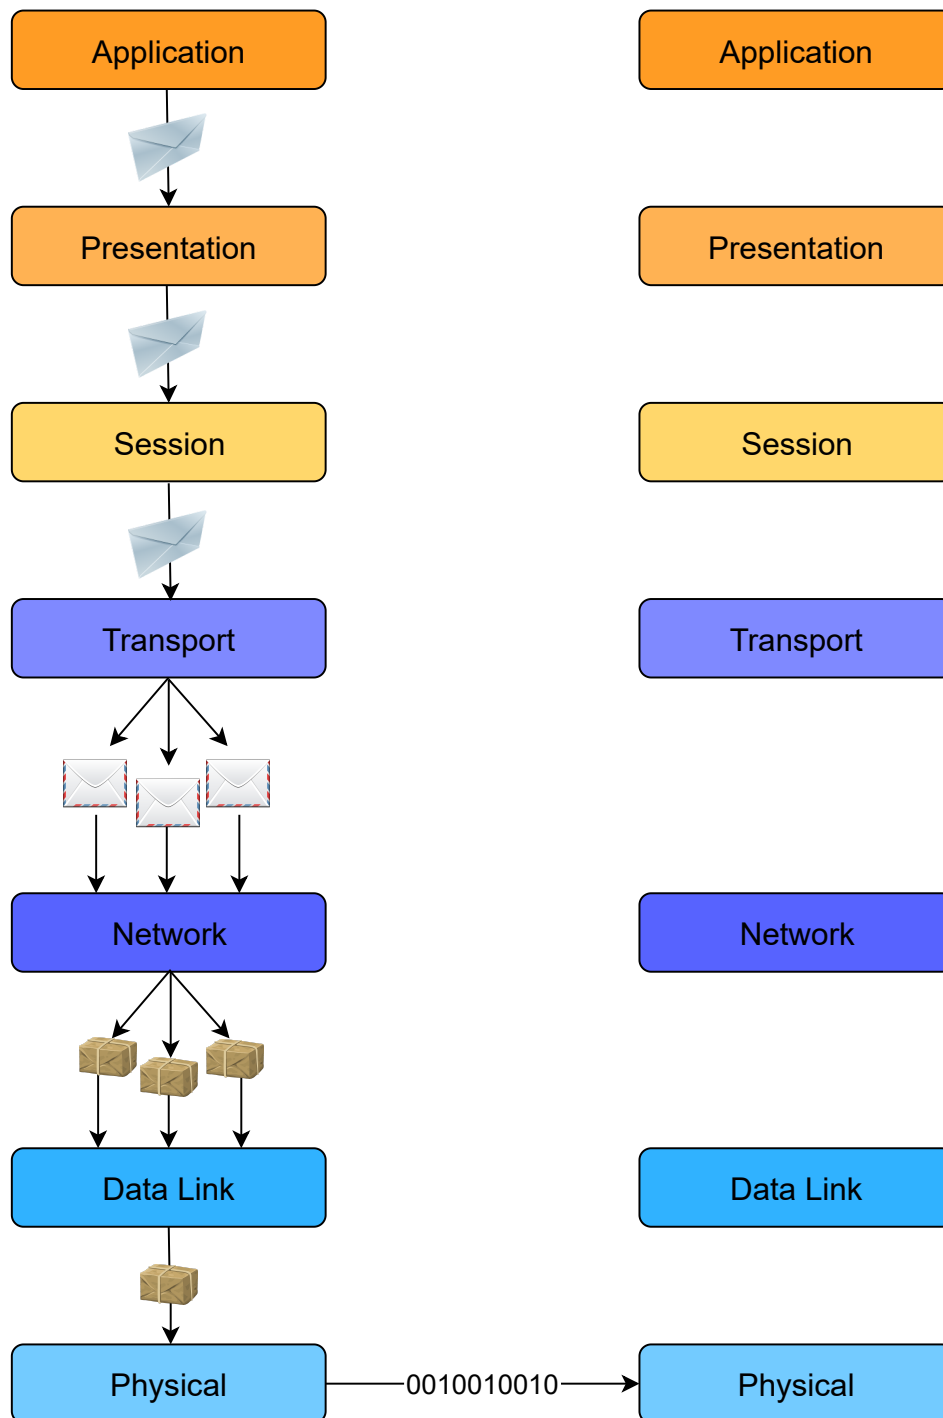 Application
Application
Presentation
Presentation
Session
Session
Transport
Transport
Network
Network
Data Link
Data Link
Physical
0010010010
Physical